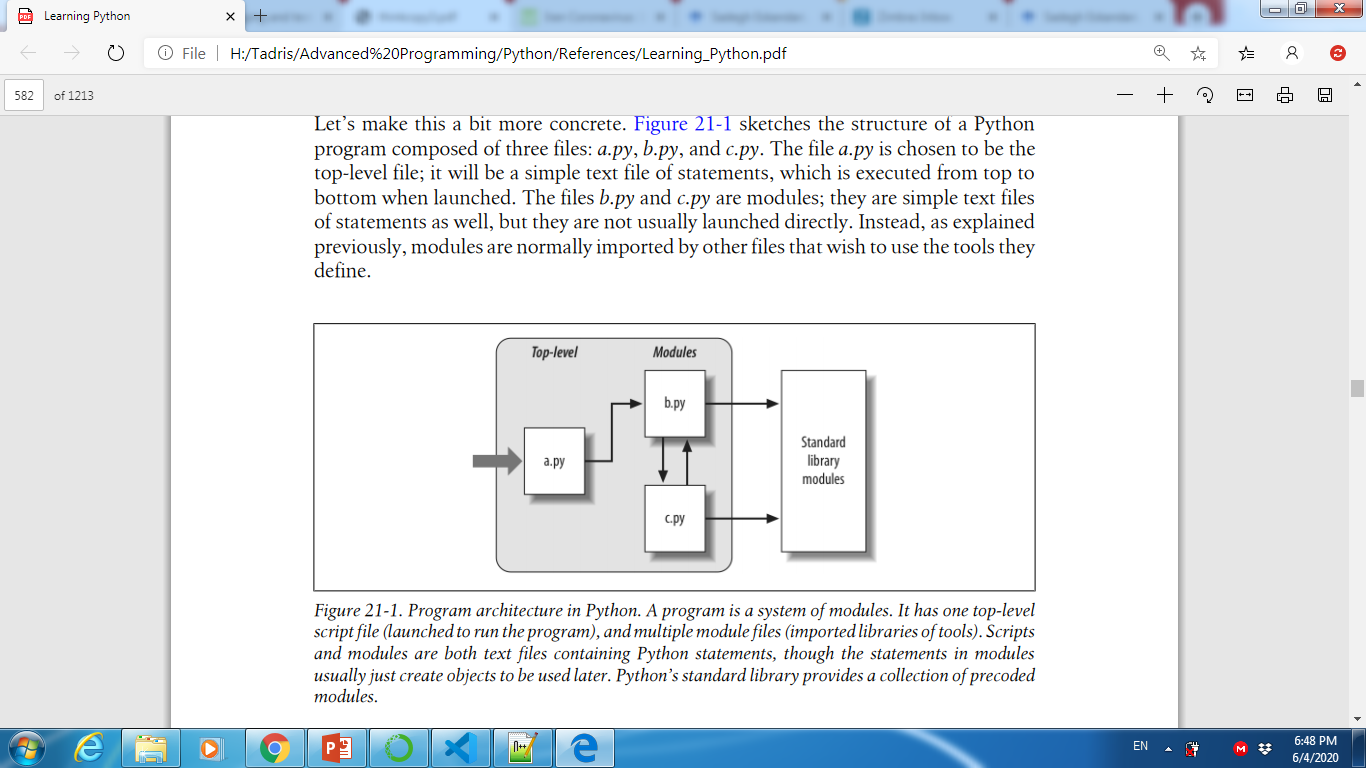 Learning Python
File H:/Tadris/Advanced%20Programming/Python/References/Learning_Python.pdf
582 of 1213
Let's make this a bit more concrete. Figure 21-1 sketches the structure of a Python
program composed of three files: a.py, b.py, and c.py. The file a.py is chosen to be the
top-level file; it will be a simple text file of statements, which is executed from top to
bottom when launched. The files b.py and c.py are modules; they are simple text files
of statements as well, but they are not usually launched directly. Instead, as explained
previously, modules are normally imported by other files that wish to use the tools they
define.
Top-level Modules
b.py
a.py
Standard
library
modules
c.py
Figure 21-1. Program architecture in Python. A program is a system of modules. It has one top-level
script file (launched to run the program), and multiple module files (imported libraries of tools). Scripts
and modules are both text files containing Python statements, though the statements in modules
usually just create objects to be used later. Python's standard library provides a collection of precoded
modules.
EN
6:48 PM
6/4/2020